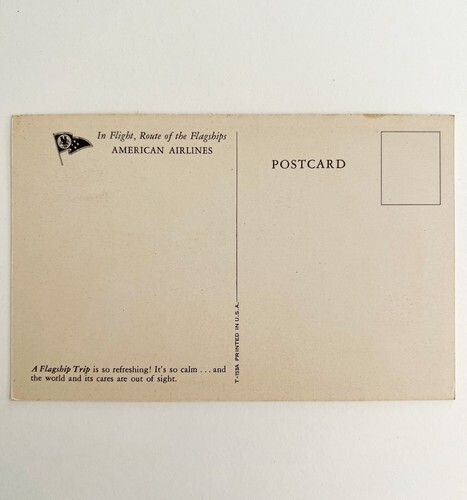 In Flight, Route of the Flagships
AMERICAN AIRLINES
POSTCARD
A Flagship Trip is so refreshing! It's so calm . . . and
the world and its cares are out of sight.
T-153A PRINTED IN U.S.A.